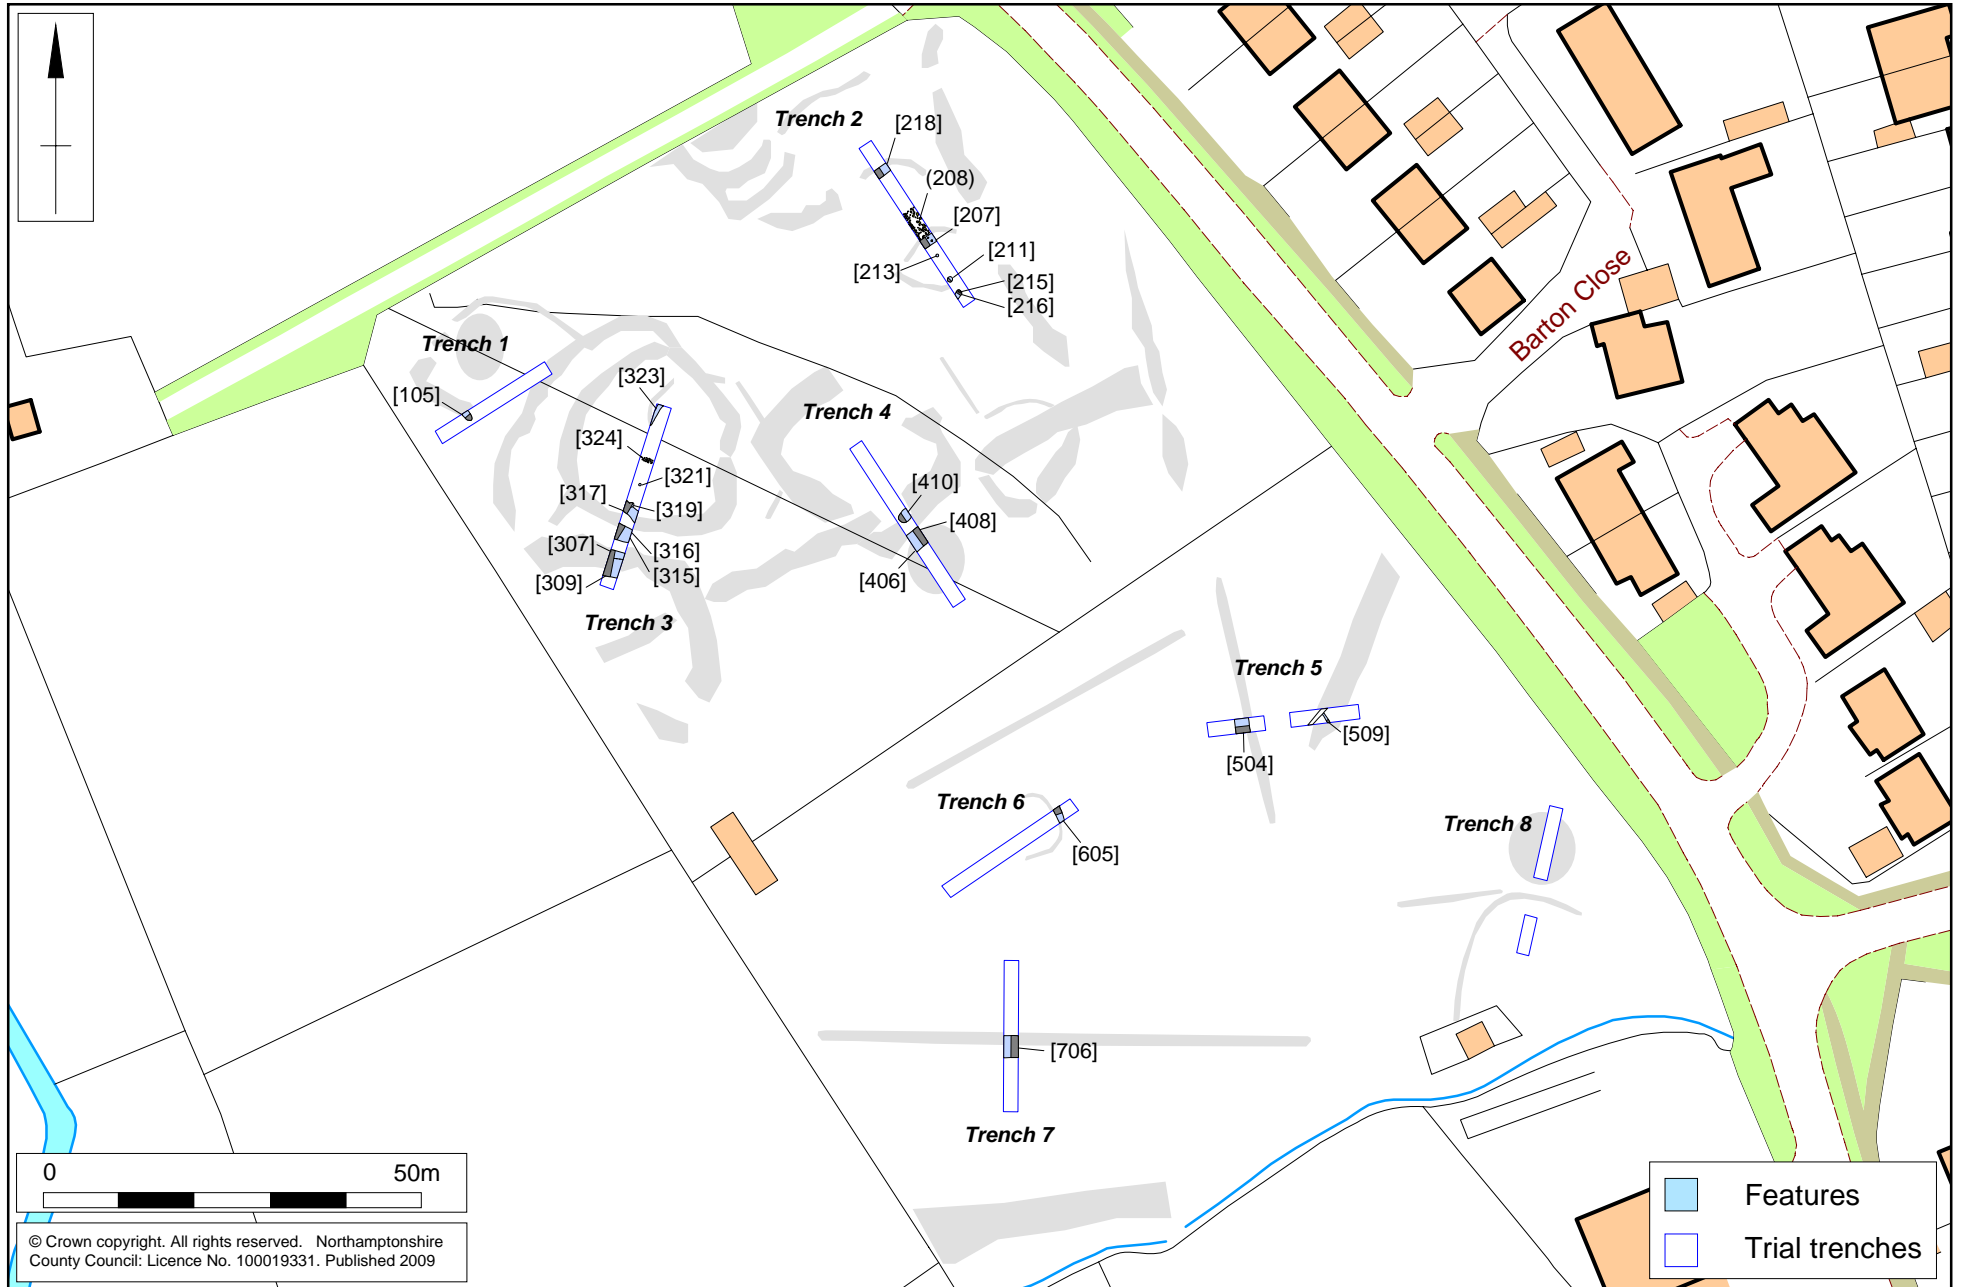 Trench 2
[218]
(208)
[207]
[211]
[213]
[215]
[216]
Barton Close
Trench 1
[105]
[323]
[324]
[321]
[317]
[319]
[307]
[316]
[315]
[309]
Trench 3
Trench 4
[410]
[408]
[406]
Trench 5
[509]
[504]
Trench 6
[605]
Trench 8
[706]
Trench 7
0 50m
© Crown copyright. All rights reserved. Northamptonshire
County Council: Licence No. 100019331. Published 2009
Features
Trial trenches